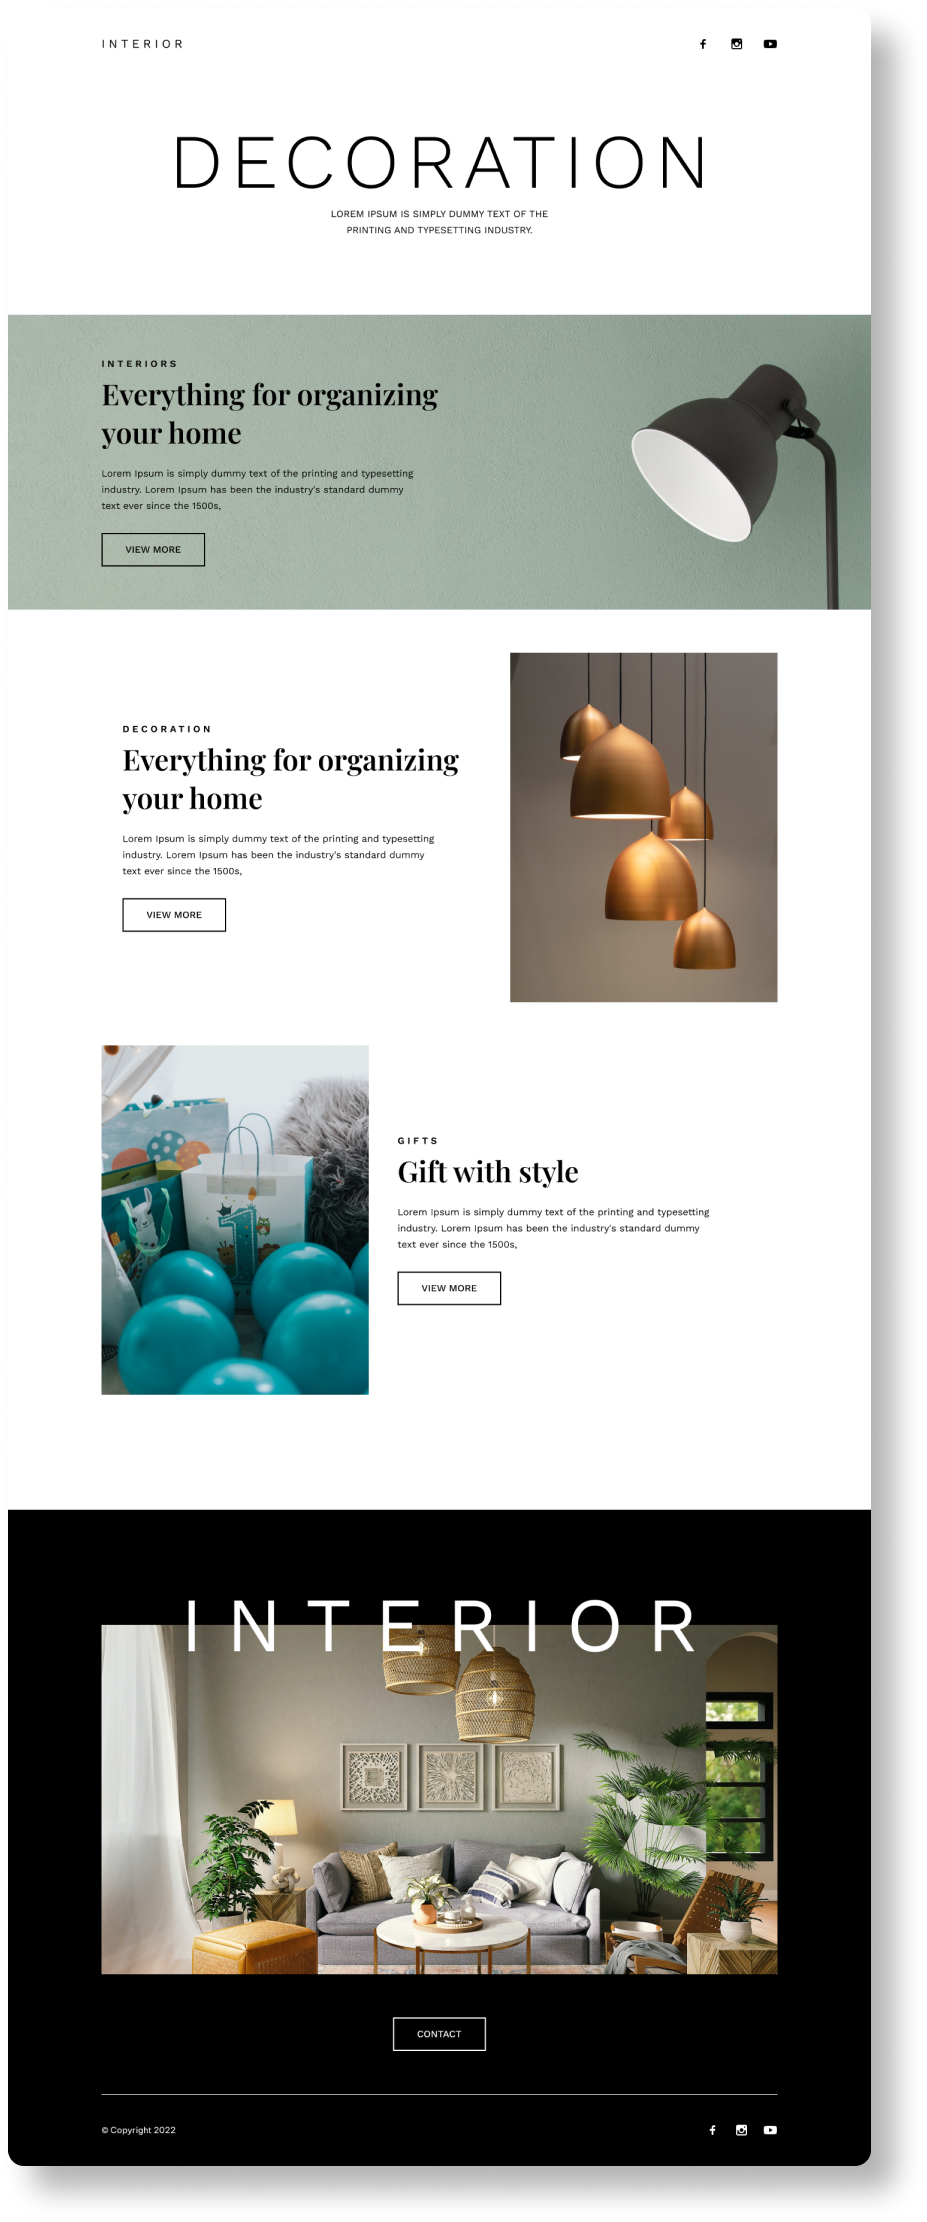 INTERIOR
DECORATION
LOREM IPSUM IS SIMPLY DUMMY TEXT OF THE
PRINTING AND TYPESETTING INDUSTRY.
INTERIORS
Everything for organizing
your home
Lorem Ipsum is simply dummy text of the printing and typesetting
industry. Lorem Ipsum has been the industry's standard dummy
text ever since the 1500s,
VIEW MORE
DECORATION
Everything for organizing
your home
Lorem Ipsum is simply dummy text of the printing and typesetting
industry. Lorem Ipsum has been the industry's standard dummy
text ever since the 1500s,
VIEW MORE
1
GIFTS
Gift with style
Lorem Ipsum is simply dummy text of the printing and typesetting
industry. Lorem Ipsum has been the industry's standard dummy
text ever since the 1500s,
VIEW MORE
INTERIOR
CONTACT
© Copyright 2022